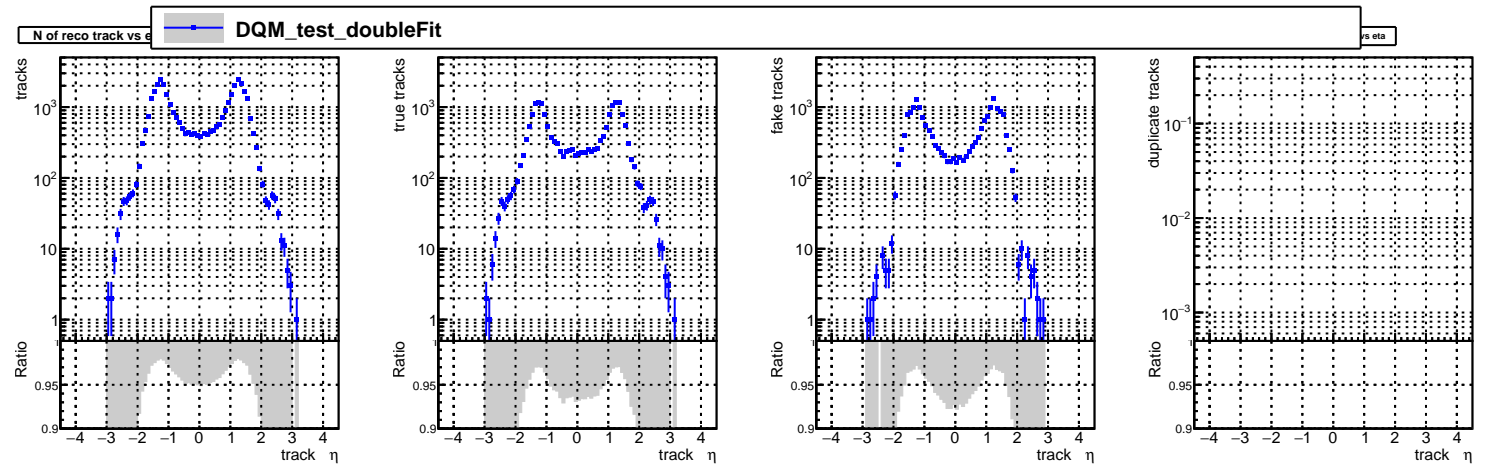 DQM_test_doubleFit
N of reco track vs e
vs eta
tracks
10³
10²
10
1
Ratio
1
0.95
0.9
−4 −3 −2 −1 0 1 2 3 4
track η
true tracks
10³
10²
10
1
Ratio
1
0.95
0.9
−4 −3 −2 −1 0 1 2 3 4
track η
fake tracks
10³
10²
10
1
Ratio
1
0.95
0.9
−4 −3 −2 −1 0 1 2 3 4
track η
duplicate tracks
10⁻¹
10⁻²
10⁻³
Ratio
1
0.95
0.9
−4 −3 −2 −1 0 1 2 3 4
track η